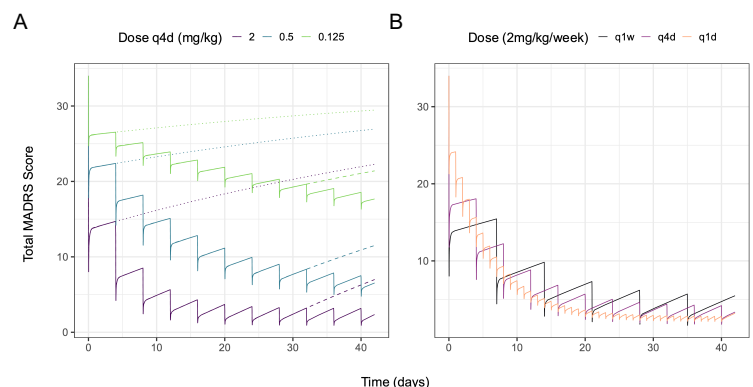 A
B
Dose q4d (mg/kg) 2 0.5 0.125
Dose (2mg/kg/week) q1w q4d q1d
Total MADRS Score
30
20
10
0
0 10 20 30 40
30
20
10
0 10 20 30 40
Time (days)